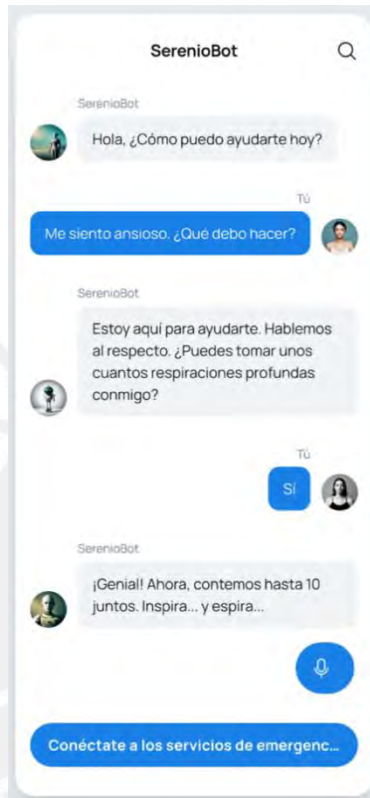 SerenioBot
SerenioBot
Hola, ¿Cómo puedo ayudarte hoy?
Tú
Me siento ansioso. ¿Qué debo hacer?
SerenioBot
Estoy aquí para ayudarte. Hablemos
al respecto. ¿Puedes tomar unos
cuantos respiraciones profundas
conmigo?
Tú
Sí
SerenioBot
¡Genial! Ahora, contemos hasta 10
juntos. Inspira... y espira...
Conéctate a los servicios de emergenc...